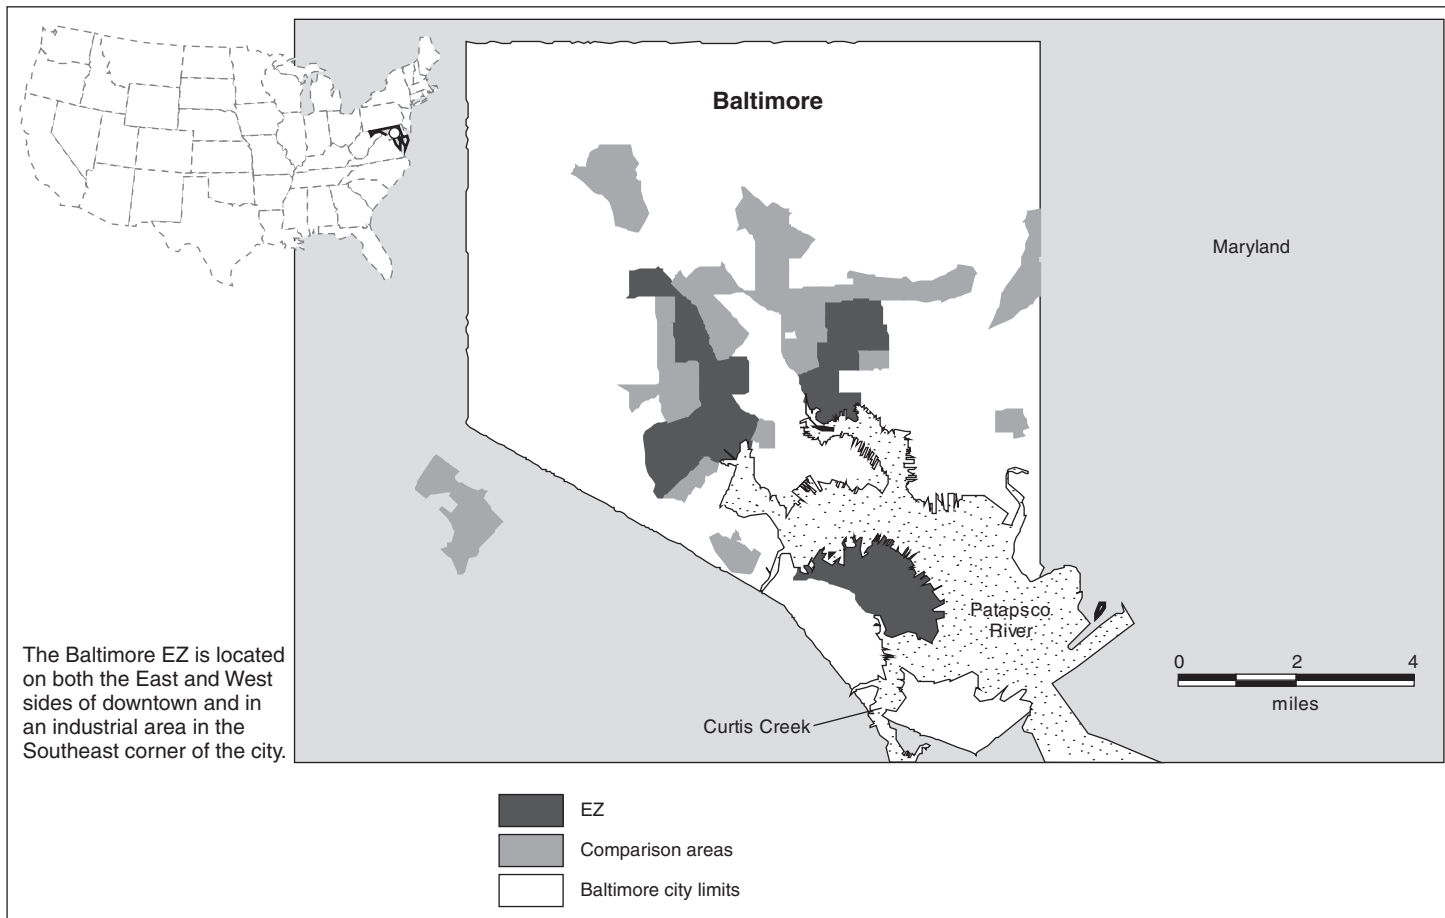 Baltimore
Maryland
Patapsco
River
The Baltimore EZ is located
on both the East and West
sides of downtown and in
an industrial area in the
Southeast corner of the city.
0 2 4
miles
Curtis Creek
EZ
Comparison areas
Baltimore city limits